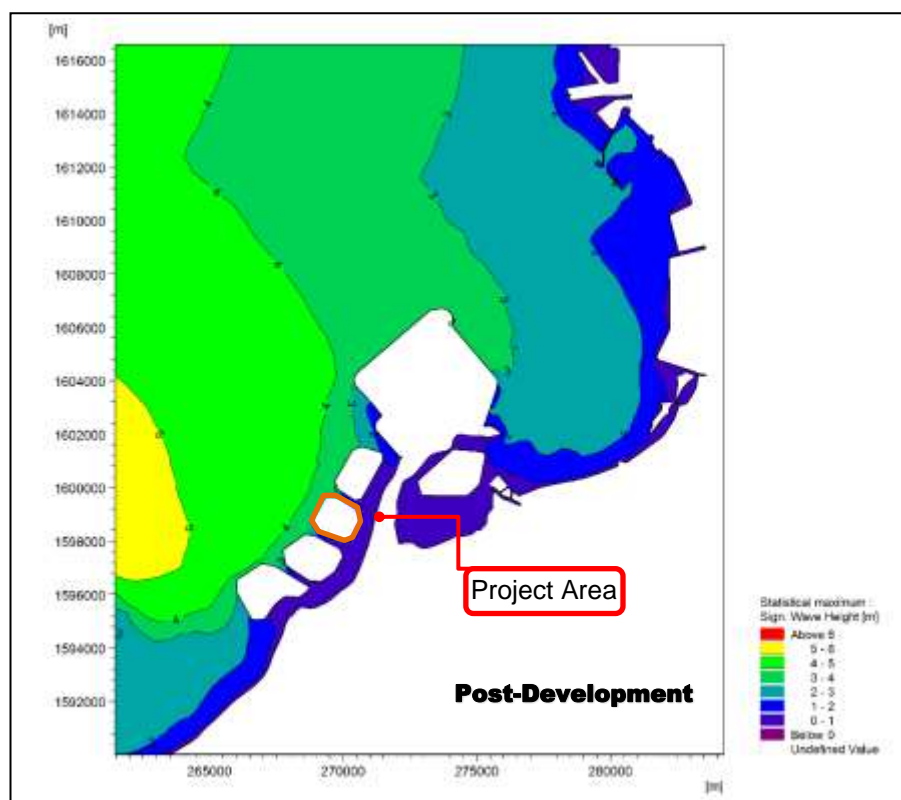 [m]
1616000
1614000
1612000
1610000
1608000
1606000
1604000
1602000
1600000
1598000
1596000
1594000
1592000
Project Area
Post-Development
265000
270000
275000
280000
[m]
Statistical maximum :
Sign. Wave Height [m]
Above 6
5 - 6
4 - 5
3 - 4
2 - 3
1 - 2
0 - 1
Below 0
Undefined Value